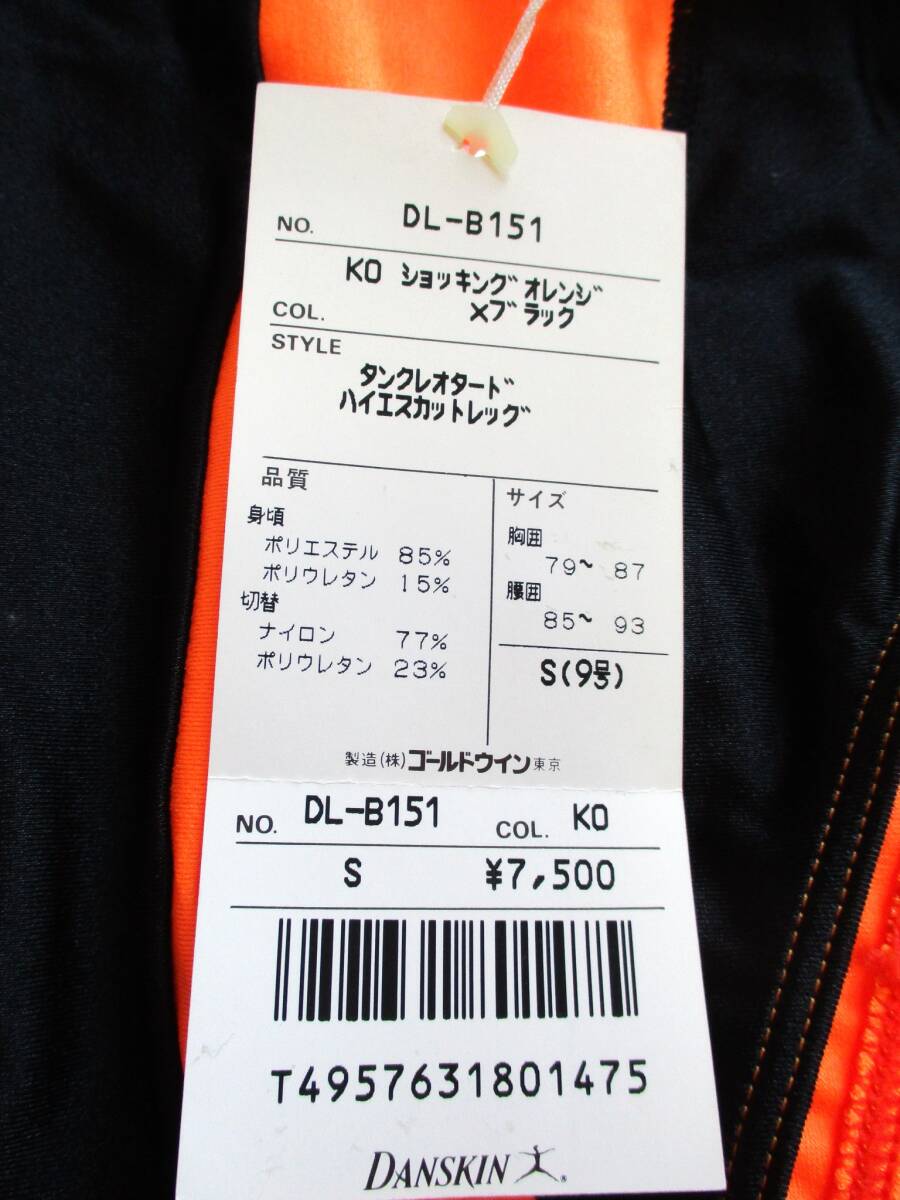 NO. DL-B151
KO ショッキングオレンジ
COL. ×ブラック
STYLE
タンクレオタード
ハイエスカットレッグ
品質
身頃
ポリエステル 85%
ポリウレタン 15%
切替
ナイロン 77%
ポリウレタン 23%
サイズ
胸囲
79~ 87
腰囲
85~ 93
S(9号)
製造(株)ゴールドウイン東京
NO. DL-B151 COL. KO
S ¥7,500
T4957631801475
DANSKIN